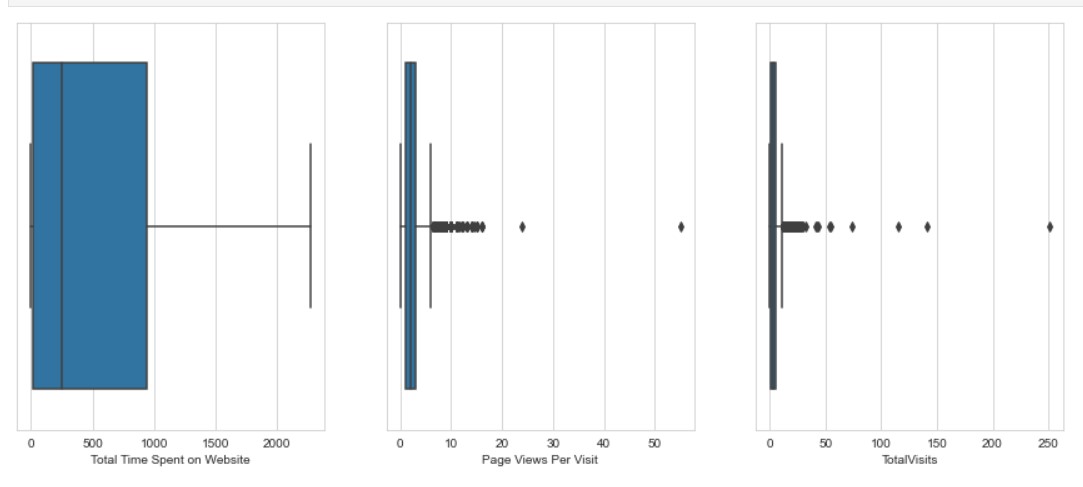 0 500 1000 1500 2000
Total Time Spent on Website
0 10 20 30 40 50
Page Views Per Visit
0 50 100 150 200 250
TotalVisits